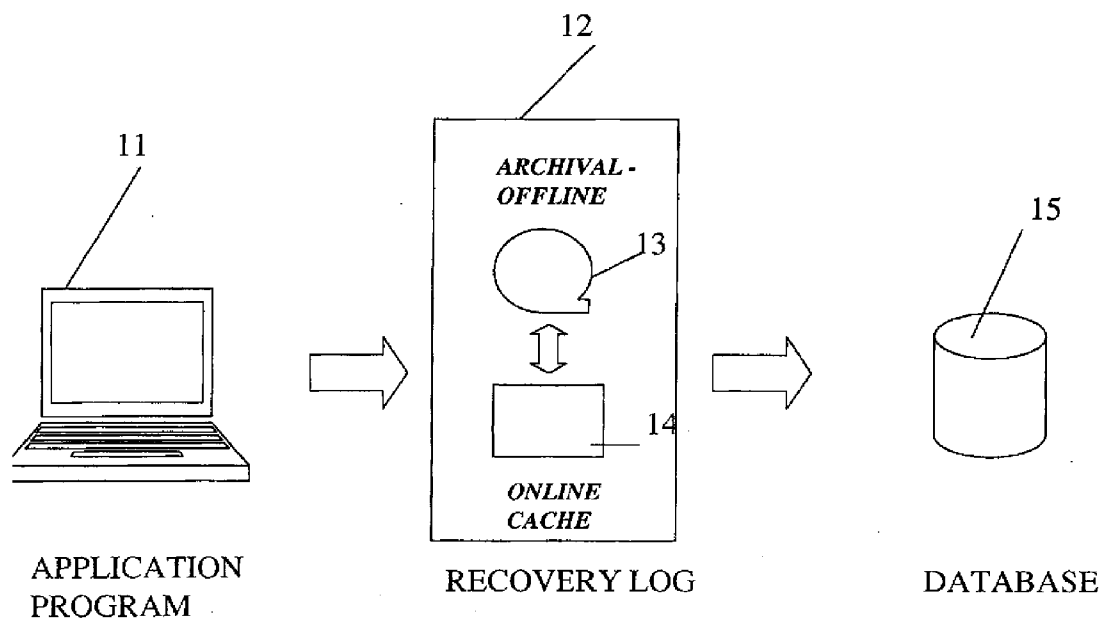 12
11
ARCHIVAL -
OFFLINE
13
15
14
ONLINE
CACHE
APPLICATION
PROGRAM
RECOVERY LOG
DATABASE